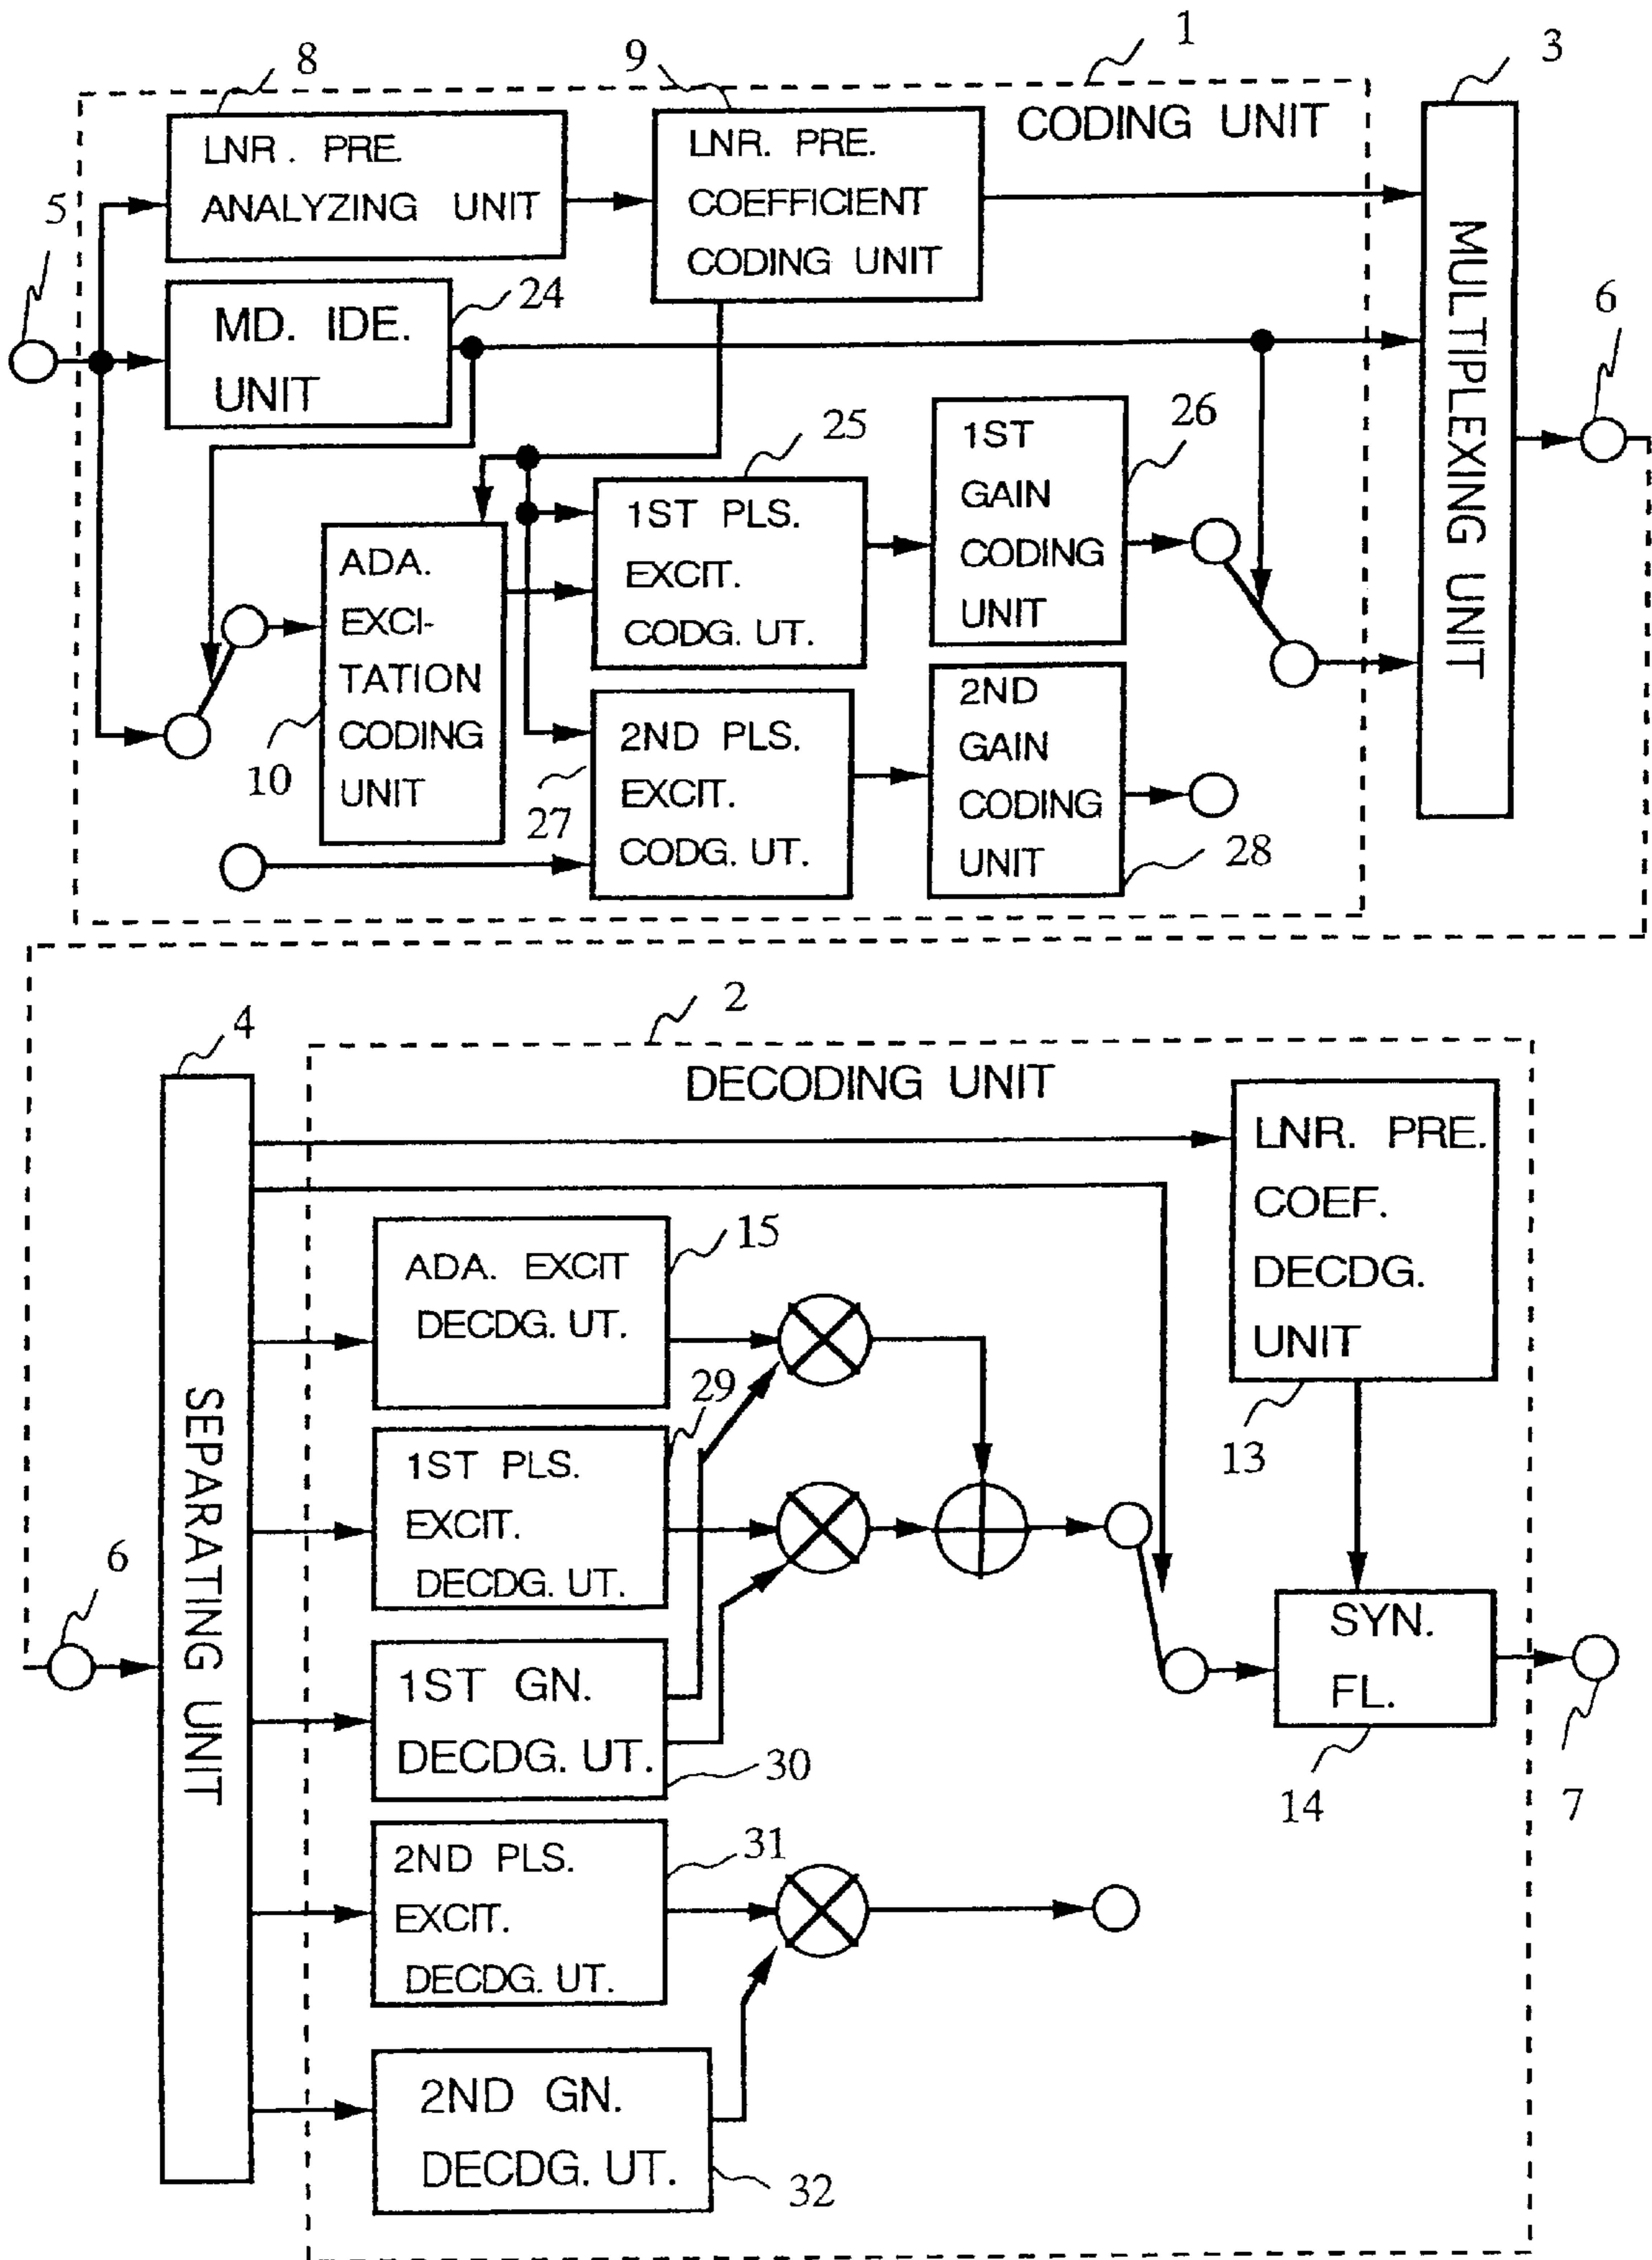 1
3
8
9
CODING UNIT
LNR. PRE.
ANALYZING UNIT
LNR. PRE.
COEFFICIENT
CODING UNIT
5
24
MD. IDE.
UNIT
6
MULTIPLEXING UNIT
25
26
1ST
GAIN
CODING
UNIT
1ST PLS.
EXCIT.
CODG. UT.
ADA.
EXCI-
TATION
CODING
UNIT
10
2ND PLS.
EXCIT.
CODG. UT.
27
2ND
GAIN
CODING
UNIT
28
2
4
DECODING UNIT
LNR. PRE.
COEF.
DECDG.
UNIT
13
15
ADA. EXCIT
DECDG. UT.
29
1ST PLS.
EXCIT.
DECDG. UT.
SEPARATING UNIT
6
1ST GN.
DECDG. UT.
30
SYN.
FL.
14
7
31
2ND PLS.
EXCIT.
DECDG. UT.
2ND GN.
DECDG. UT.
32